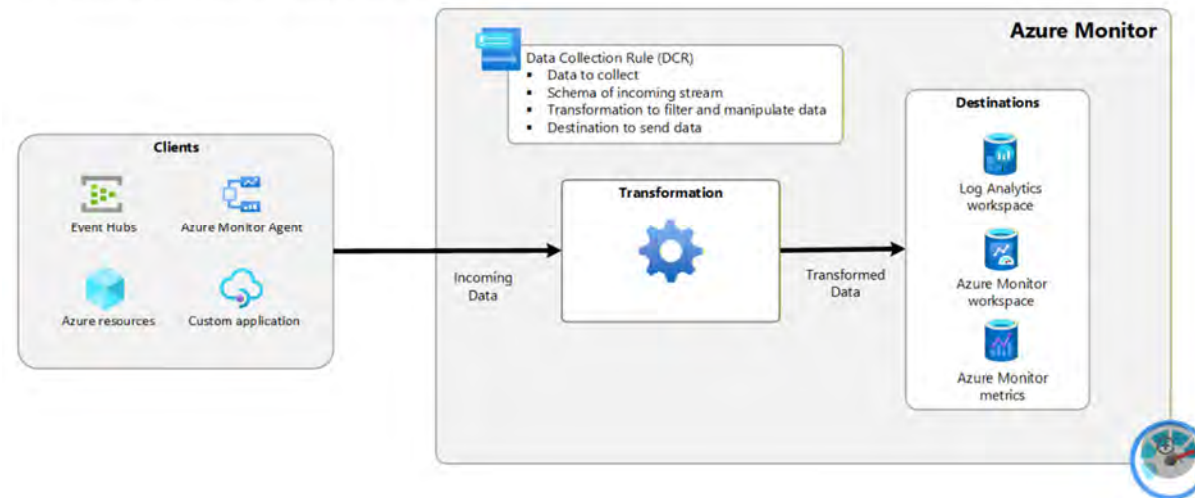 Azure Monitor
Data Collection Rule (DCR)
▪ Data to collect
▪ Schema of incoming stream
▪ Transformation to filter and manipulate data
▪ Destination to send data
Clients
Event Hubs
Azure Monitor Agent
Azure resources
Custom application
Incoming
Data
Transformation
Transformed
Data
Destinations
Log Analytics
workspace
Azure Monitor
workspace
Azure Monitor
metrics